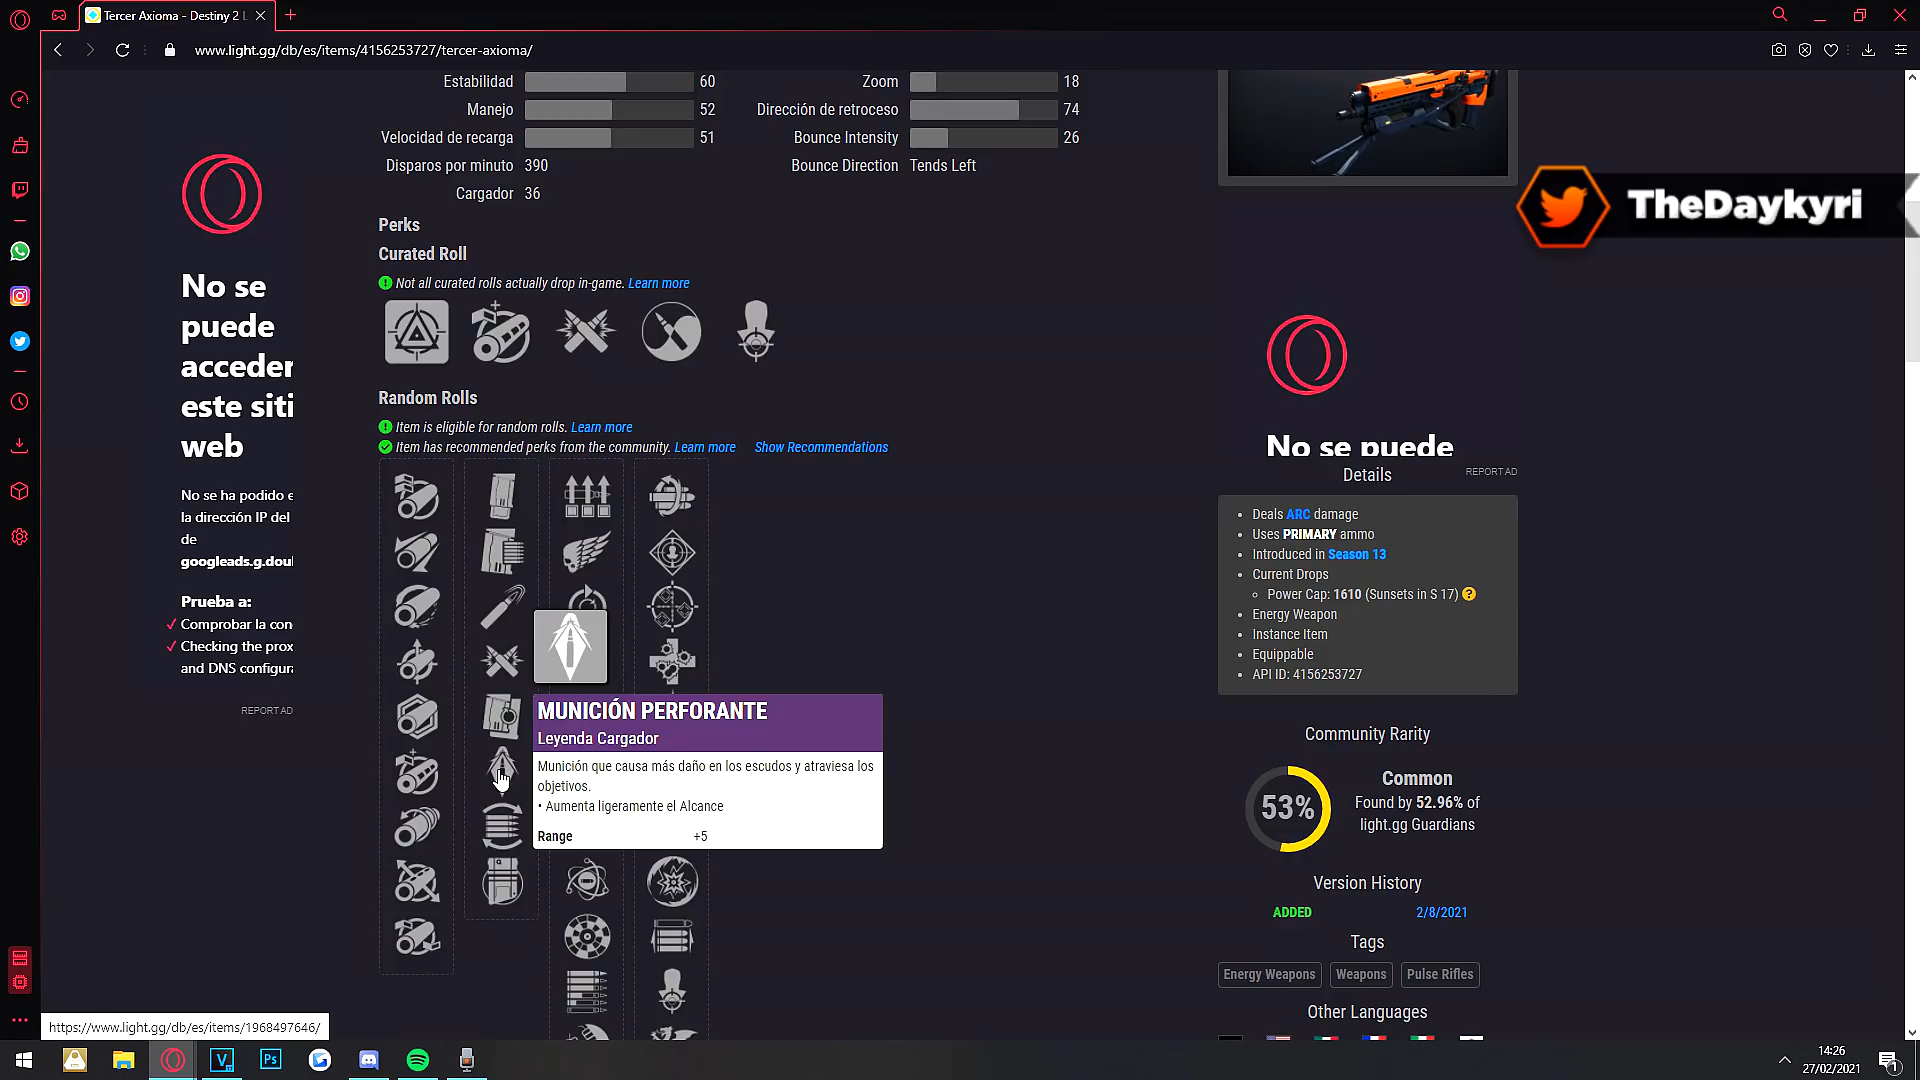 Tercer Axioma - Destiny 2 L
www.light.gg/db/es/items/4156253727/tercer-axioma/
Estabilidad 60
Zoom 18
Manejo 52
Dirección de retroceso 74
Velocidad de recarga 51
Bounce Intensity 26
Disparos por minuto 390
Bounce Direction Tends Left
Cargador 36
TheDaykyri
Perks
Curated Roll
Not all curated rolls actually drop in-game. Learn more
No se
puede
acceder
este siti
web
Random Rolls
Item is eligible for random rolls. Learn more
Item has recommended perks from the community. Learn more Show Recommendations
No se puede
REPORT AD
Details
No se ha podido e
la dirección IP del
de
googleads.g.doul
Prueba a:
✓ Comprobar la con
✓ Checking the prox
and DNS configura
REPORT AD
MUNICIÓN PERFORANTE
Leyenda Cargador
Munición que causa más daño en los escudos y atraviesa los
objetivos.
• Aumenta ligeramente el Alcance
Range +5
• Deals ARC damage
• Uses PRIMARY ammo
• Introduced in Season 13
• Current Drops
Power Cap: 1610 (Sunsets in S 17) ?
• Energy Weapon
• Instance Item
• Equippable
• API ID: 4156253727
Community Rarity
53%
Common
Found by 52.96% of
light.gg Guardians
Version History
ADDED 2/8/2021
Tags
Energy Weapons Weapons Pulse Rifles
Other Languages
https://www.light.gg/db/es/items/1968497646/
V
Ps
14:26
27/02/2021
1